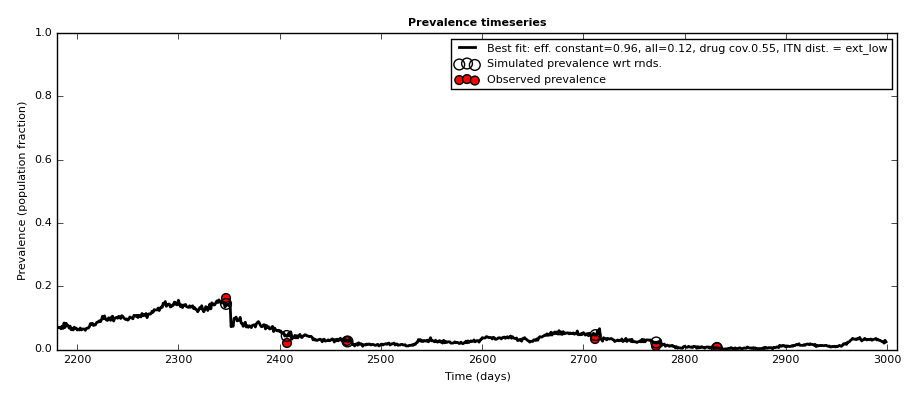 Prevalence timeseries
1.0
0.8
0.6
0.4
0.2
0.0
Prevalence (population fraction)
Best fit: eff. constant=0.96, all=0.12, drug cov.0.55, ITN dist. = ext_low
Simulated prevalence wrt rnds.
Observed prevalence
2200 2300 2400 2500 2600 2700 2800 2900 3000
Time (days)